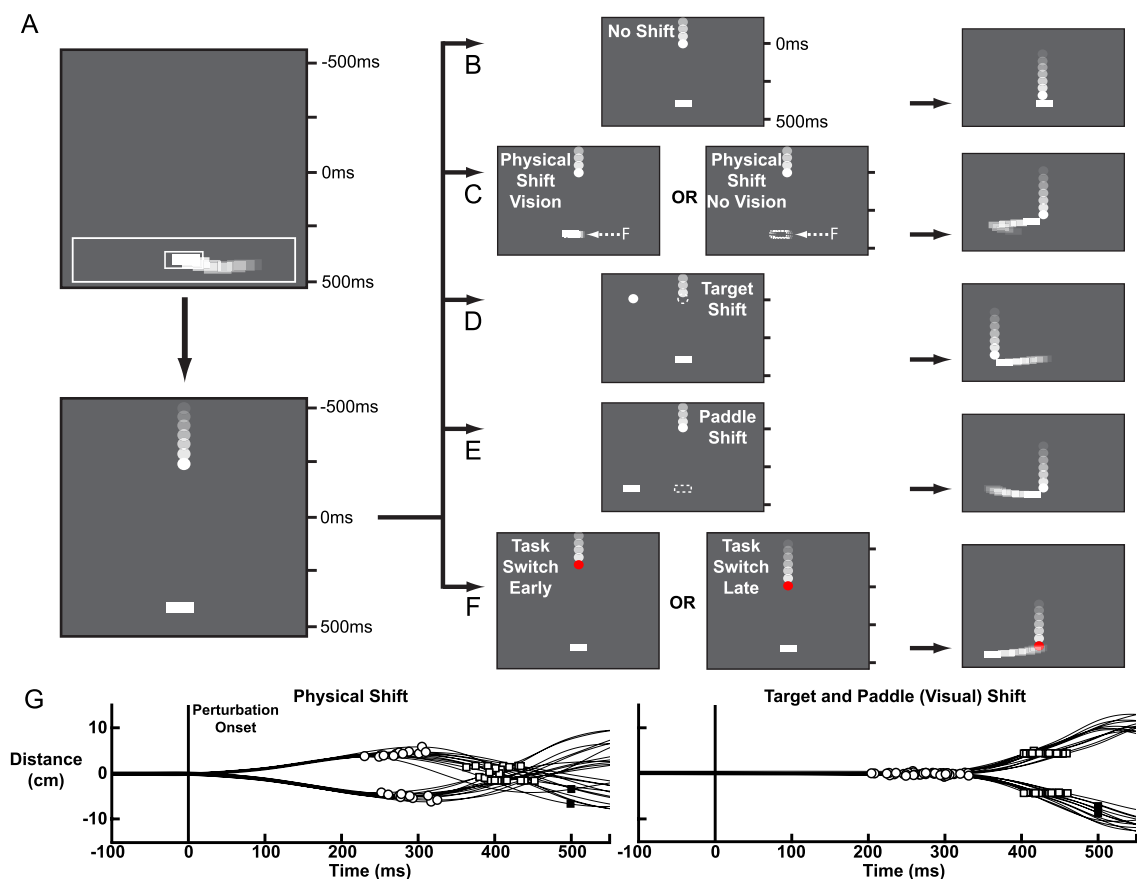 A
-500ms
0ms
500ms
-500ms
0ms
500ms
B
No Shift
0ms
500ms
C
Physical
Shift
Vision
F
OR
Physical
Shift
No Vision
F
D
Target
Shift
E
Paddle
Shift
F
Task
Switch
Early
OR
Task
Switch
Late
G
Physical Shift
Perturbation
Onset
Distance
(cm)
10
0
-10
-100 0 100 200 300 400 500
Time (ms)
Target and Paddle (Visual) Shift
-100 0 100 200 300 400 500
Time (ms)